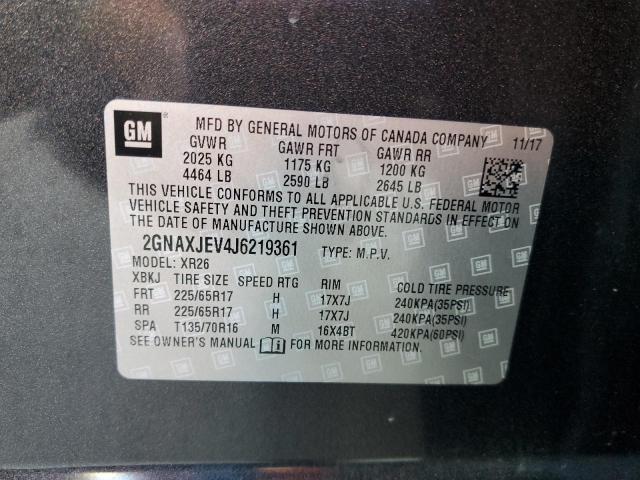 GM ®
MFD BY GENERAL MOTORS OF CANADA COMPANY 11/17
GVWR GAWR FRT GAWR RR
2025 KG 1175 KG 1200 KG
4464 LB 2590 LB 2645 LB
THIS VEHICLE CONFORMS TO ALL APPLICABLE U.S. FEDERAL MOTOR
VEHICLE SAFETY AND THEFT PREVENTION STANDARDS IN EFFECT ON
THE DATE OF MANUFACTURE SHOWN ABOVE.
2GNAXJEV4J6219361 TYPE: M.P.V.
MODEL: XR26
XBKJ TIRE SIZE SPEED RTG RIM COLD TIRE PRESSURE
FRT 225/65R17 H 17X7J 240KPA(35PSI)
RR 225/65R17 H 17X7J 240KPA(35PSI)
SPA T135/70R16 M 16X4BT 420KPA(60PSI)
SEE OWNER'S MANUAL FOR MORE INFORMATION.